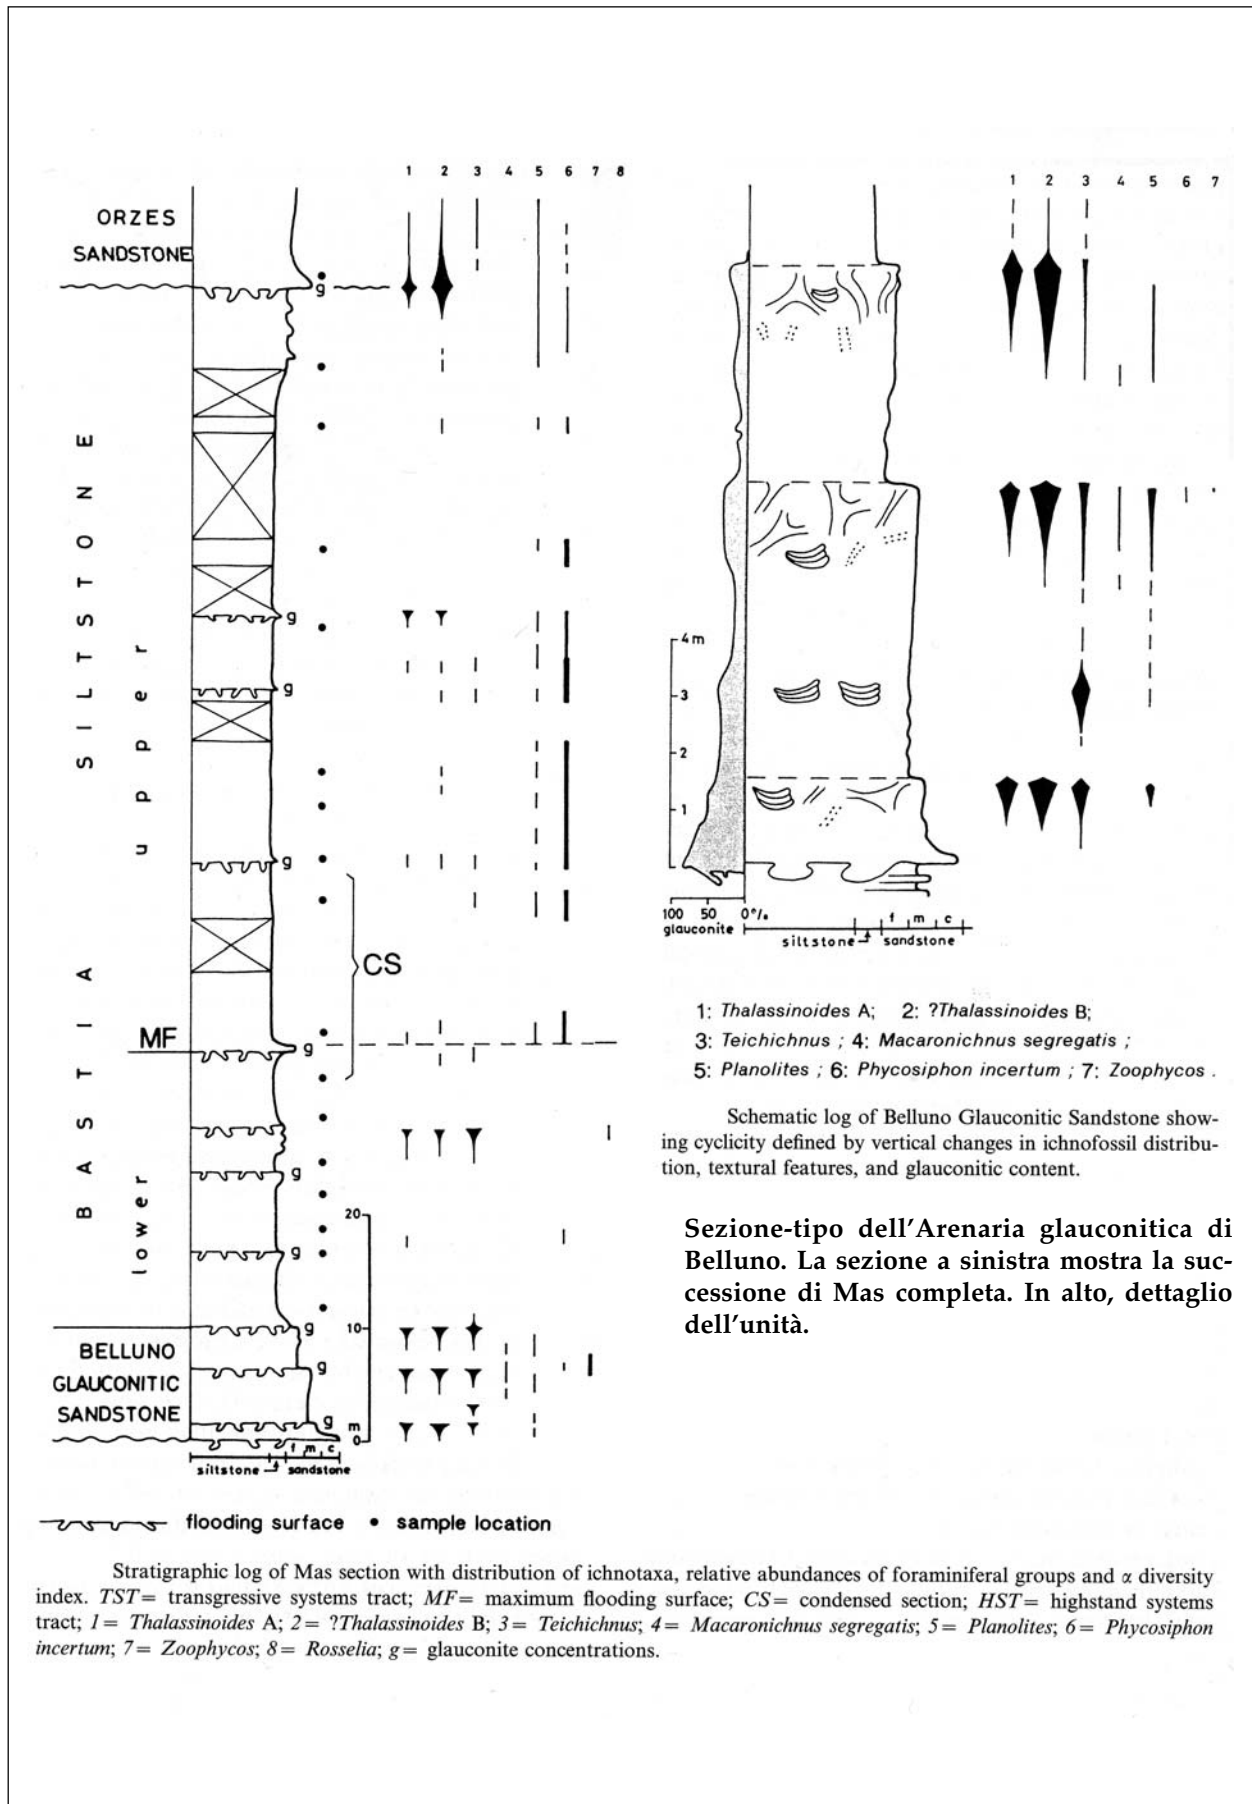 1 2 3 4 5 6 7 8
ORZES
SANDSTONE
g
BASTIA SILTSTONE
upper
lower
g
g
g
CS
MF
g
g
g
20
10
m
0
BELLUNO
GLAUCONITIC
SANDSTONE
g
g
g
f m c
siltstone sandstone
flooding surface • sample location
1 2 3 4 5 6 7
4 m
3
2
1
100 50 0%
glauconite
f m c
siltstone sandstone
1: Thalassinoides A; 2: ?Thalassinoides B;
3: Teichichnus ; 4: Macaronichnus segregatis ;
5: Planolites ; 6: Phycosiphon incertum ; 7: Zoophycos .
Schematic log of Belluno Glauconitic Sandstone show-
ing cyclicity defined by vertical changes in ichnofossil distribu-
tion, textural features, and glauconitic content.
Sezione-tipo dell’Arenaria glauconitica di
Belluno. La sezione a sinistra mostra la suc-
cessione di Mas completa. In alto, dettaglio
dell’unità.
Stratigraphic log of Mas section with distribution of ichnotaxa, relative abundances of foraminiferal groups and α diversity
index. TST= transgressive systems tract; MF= maximum flooding surface; CS= condensed section; HST= highstand systems
tract; 1= Thalassinoides A; 2= ?Thalassinoides B; 3= Teichichnus; 4= Macaronichnus segregatis; 5= Planolites; 6= Phycosiphon
incertum; 7= Zoophycos; 8= Rosselia; g= glauconite concentrations.